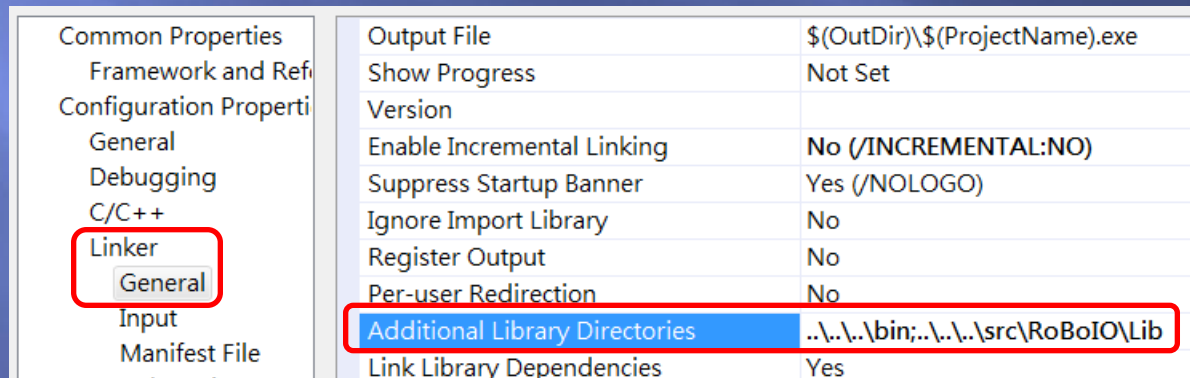 Common Properties
Framework and Ref
Configuration Properti
General
Debugging
C/C++
Linker
General
Input
Manifest File
Output File $(OutDir)\$(ProjectName).exe
Show Progress Not Set
Version
Enable Incremental Linking No (/INCREMENTAL:NO)
Suppress Startup Banner Yes (/NOLOGO)
Ignore Import Library No
Register Output No
Per-user Redirection No
Additional Library Directories ..\..\..\bin;..\..\..\src\RoBoIO\Lib
Link Library Dependencies Yes